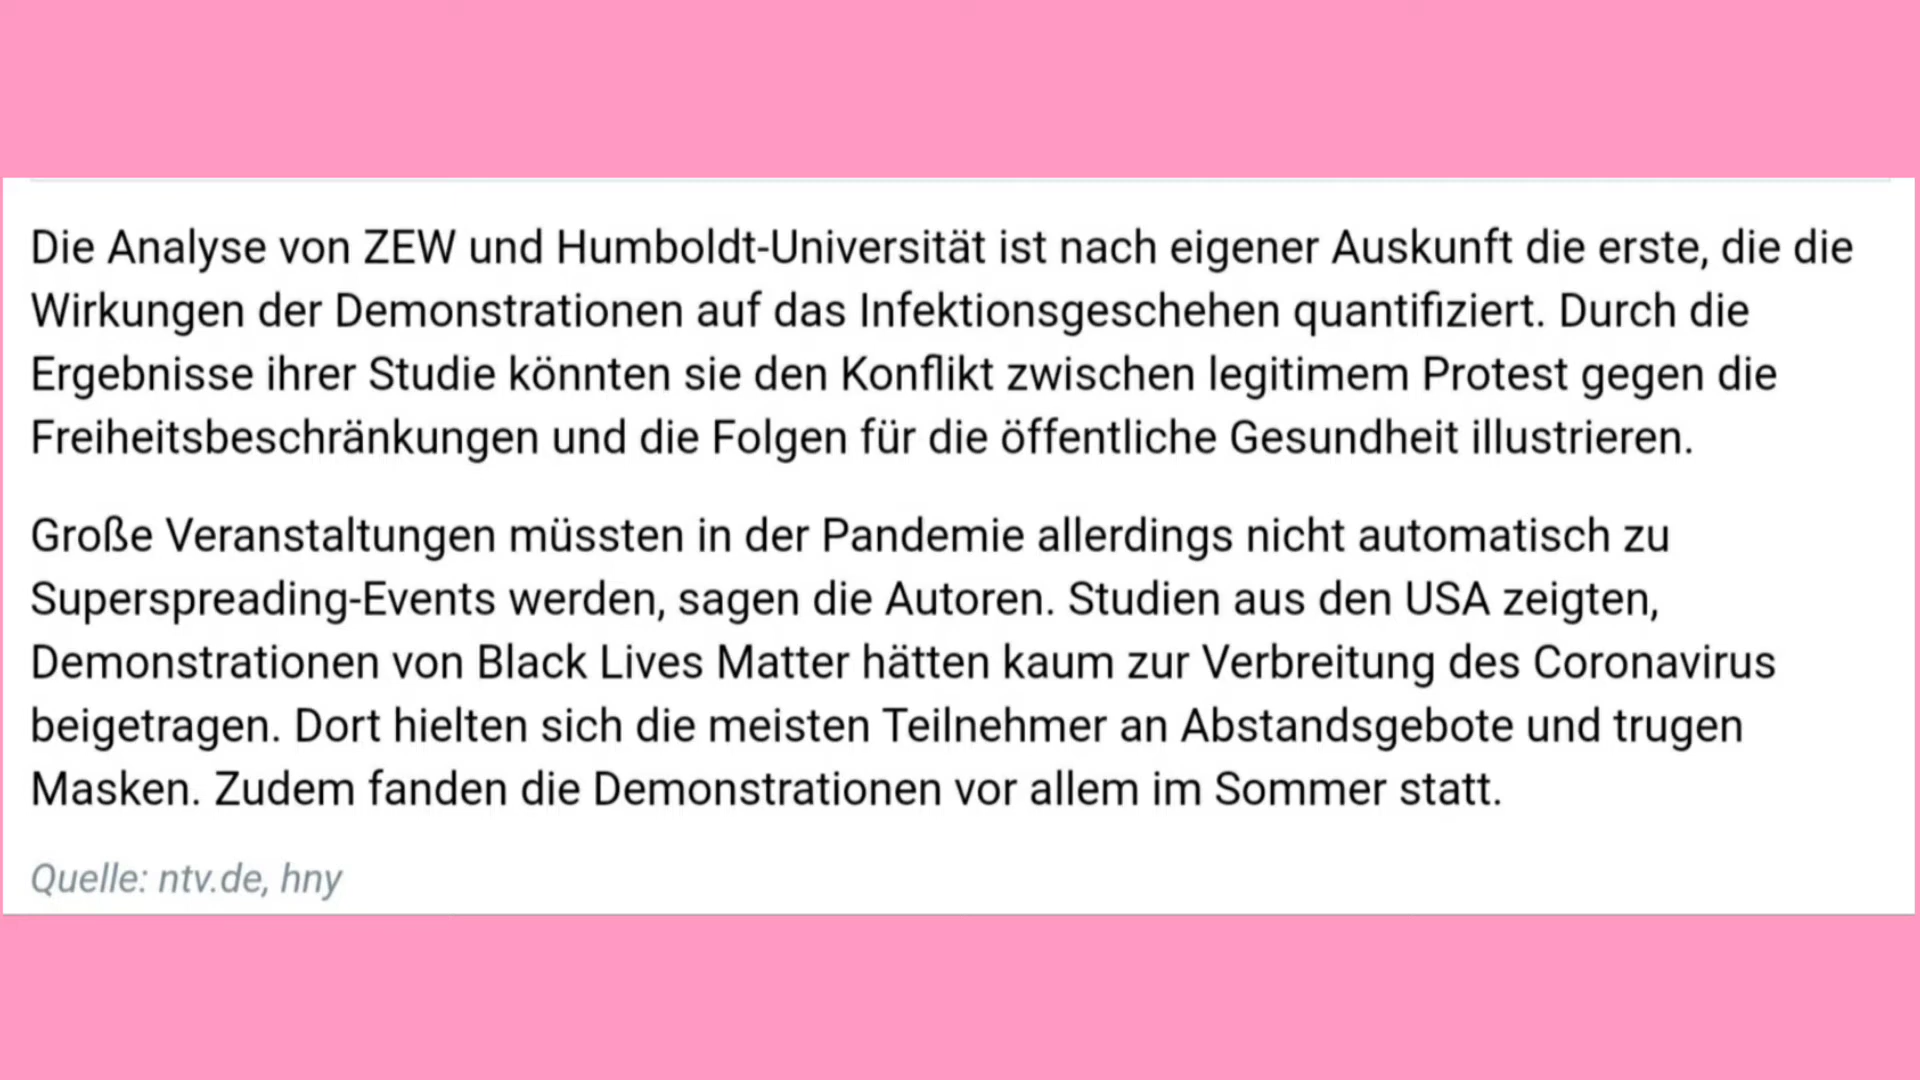 Die Analyse von ZEW und Humboldt-Universität ist nach eigener Auskunft die erste, die die
Wirkungen der Demonstrationen auf das Infektionsgeschehen quantifiziert. Durch die
Ergebnisse ihrer Studie könnten sie den Konflikt zwischen legitimem Protest gegen die
Freiheitsbeschränkungen und die Folgen für die öffentliche Gesundheit illustrieren.
Große Veranstaltungen müssten in der Pandemie allerdings nicht automatisch zu
Superspreading-Events werden, sagen die Autoren. Studien aus den USA zeigten,
Demonstrationen von Black Lives Matter hätten kaum zur Verbreitung des Coronavirus
beigetragen. Dort hielten sich die meisten Teilnehmer an Abstandsgebote und trugen
Masken. Zudem fanden die Demonstrationen vor allem im Sommer statt.
Quelle: ntv.de, hny